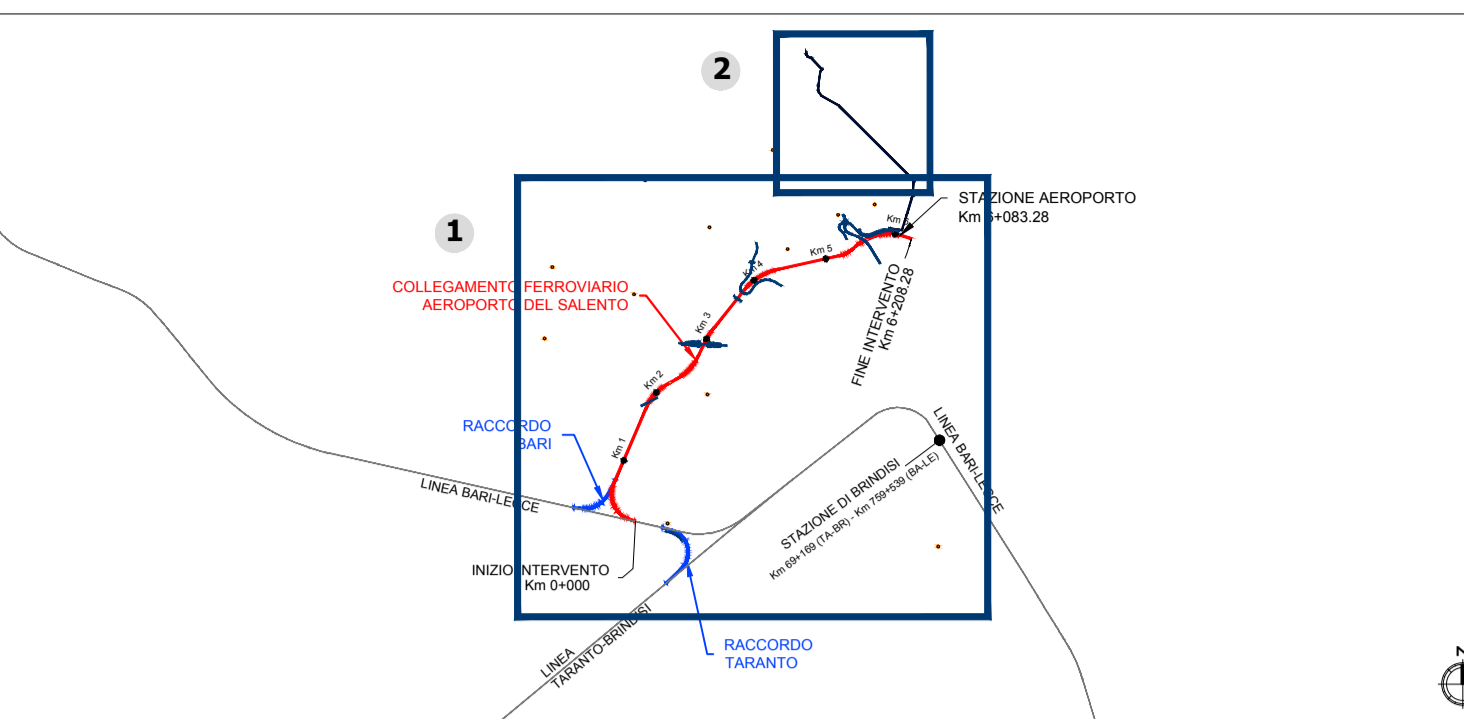 2
STAZIONE AEROPORTO
Km 6+083.28
1
Km 6
Km 5
Km 4
COLLEGAMENTO FERROVIARIO
AEROPORTO DEL SALENTO
FINE INTERVENTO
Km 6+208.28
Km 3
Km 2
RACCORDO
BARI
Km 1
LINEA BARI-LECCE
LINEA BARI-LECCE
STAZIONE DI BRINDISI
Km 69+169 (TA-BR) - Km 759+539 (BA-LE)
INIZIO INTERVENTO
Km 0+000
LINEA
TARANTO-BRINDISI
RACCORDO
TARANTO
N